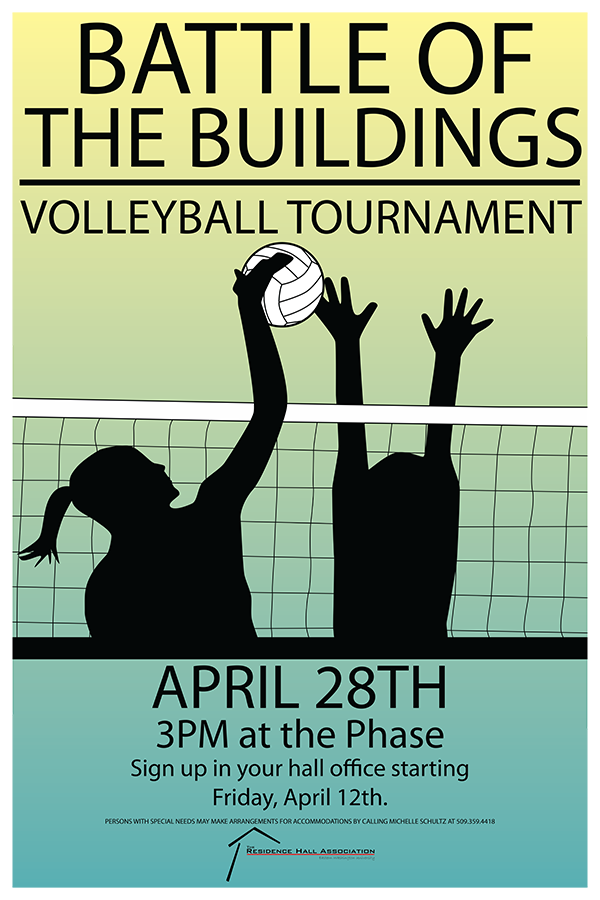 BATTLE OF
THE BUILDINGS
VOLLEYBALL TOURNAMENT
APRIL 28TH
3PM at the Phase
Sign up in your hall office starting
Friday, April 12th.
PERSONS WITH SPECIAL NEEDS MAY MAKE ARRANGEMENTS FOR ACCOMMODATIONS BY CALLING MICHELLE SCHULTZ AT 509.359.4418
The
RESIDENCE HALL ASSOCIATION